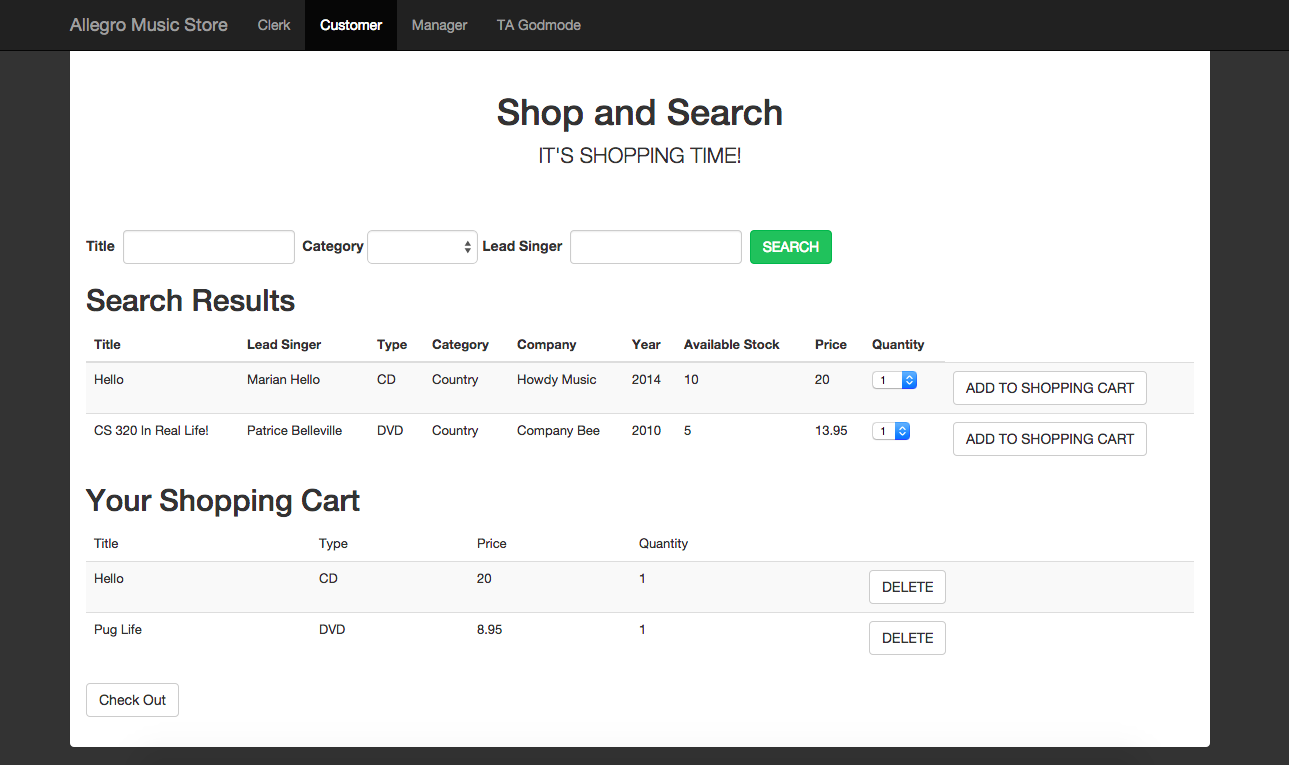 Allegro Music Store Clerk Customer Manager TA Godmode
Shop and Search
IT'S SHOPPING TIME!
Title Category Lead Singer SEARCH
Search Results
Title Lead Singer Type Category Company Year Available Stock Price Quantity
Hello Marian Hello CD Country Howdy Music 2014 10 20 1 ADD TO SHOPPING CART
CS 320 In Real Life! Patrice Belleville DVD Country Company Bee 2010 5 13.95 1 ADD TO SHOPPING CART
Your Shopping Cart
Title Type Price Quantity
Hello CD 20 1 DELETE
Pug Life DVD 8.95 1 DELETE
Check Out